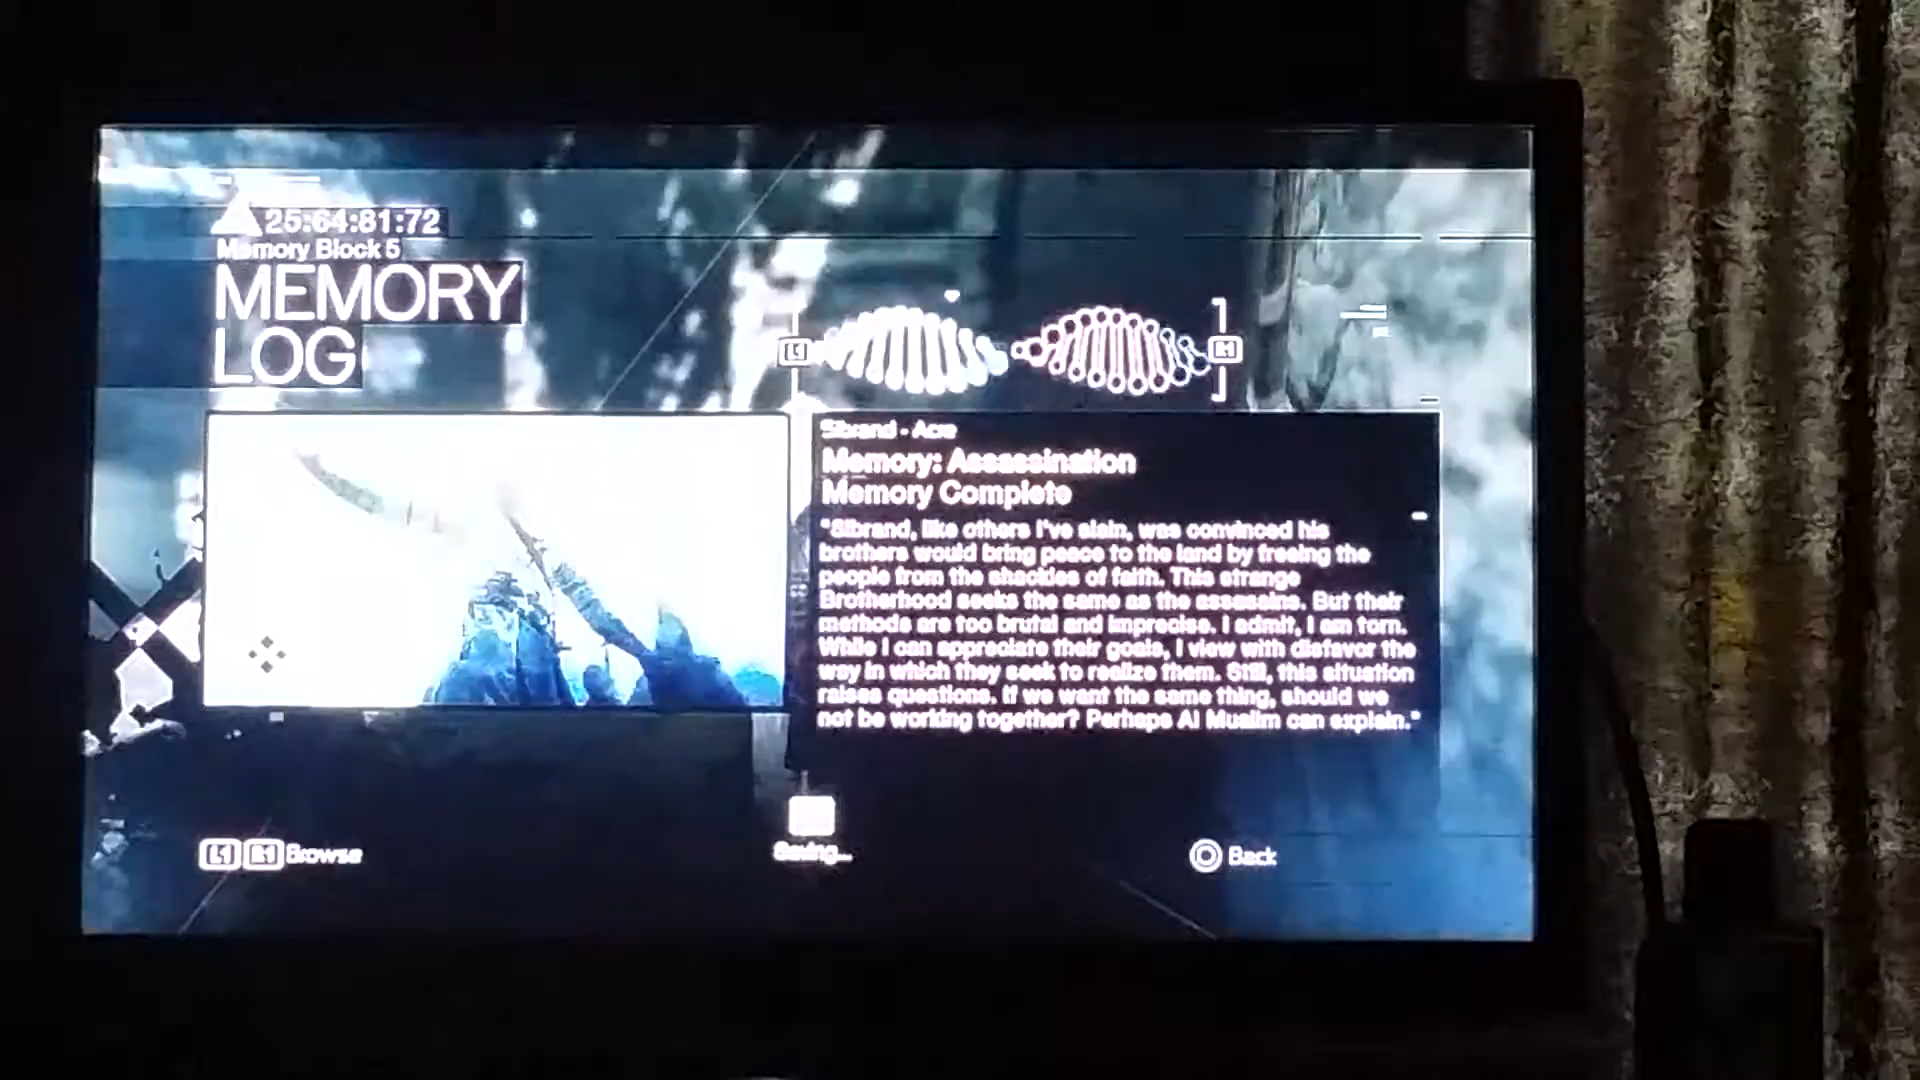 25:64:81:72
Memory Block 5
MEMORY
LOG
L1
R1
Sibrand - Acre
Memory: Assassination
Memory Complete
"Sibrand, like others I've slain, was convinced his
brothers would bring peace to the land by freeing the
people from the shackles of faith. This strange
Brotherhood seeks the same as the assassins. But their
methods are too brutal and imprecise. I admit, I am torn.
While I can appreciate their goals, I view with disfavor the
way in which they seek to realize them. Still, this situation
raises questions. If we want the same thing, should we
not be working together? Perhaps Al Mualim can explain."
Saving...
L1 R1 Browse
Back